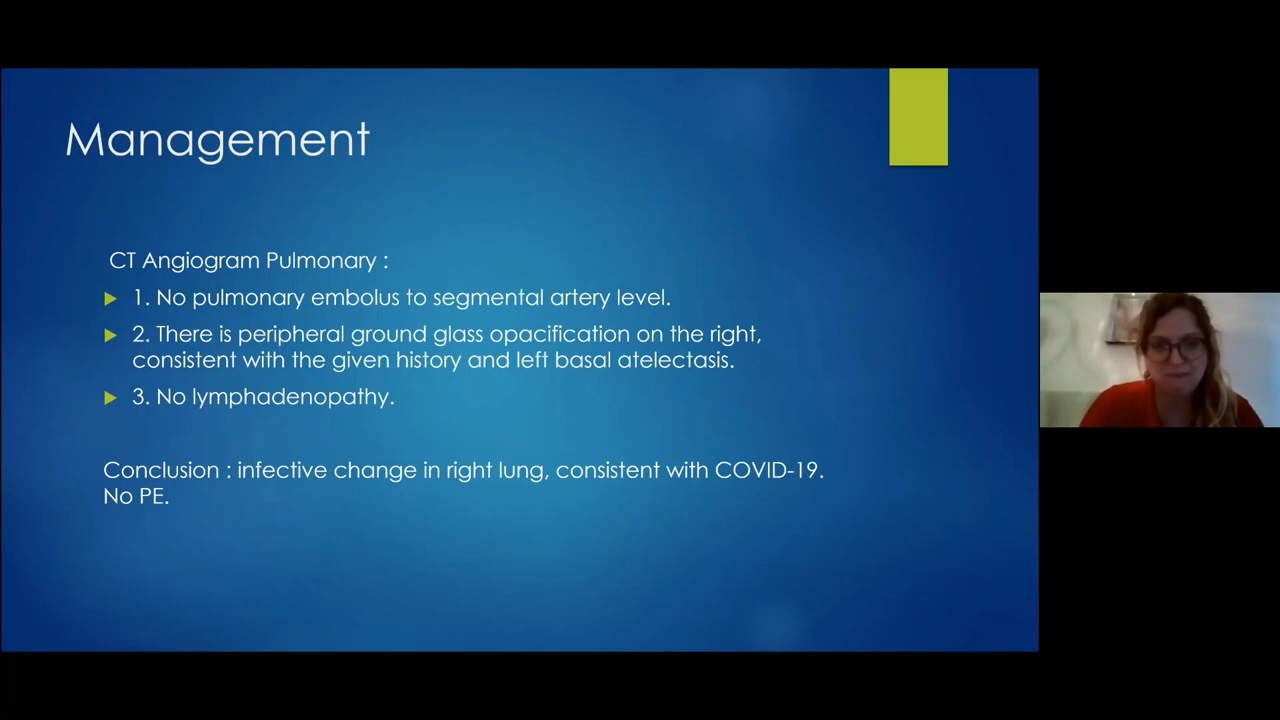 Management
CT Angiogram Pulmonary :
1. No pulmonary embolus to segmental artery level.
2. There is peripheral ground glass opacification on the right,
consistent with the given history and left basal atelectasis.
3. No lymphadenopathy.
Conclusion : infective change in right lung, consistent with COVID-19.
No PE.